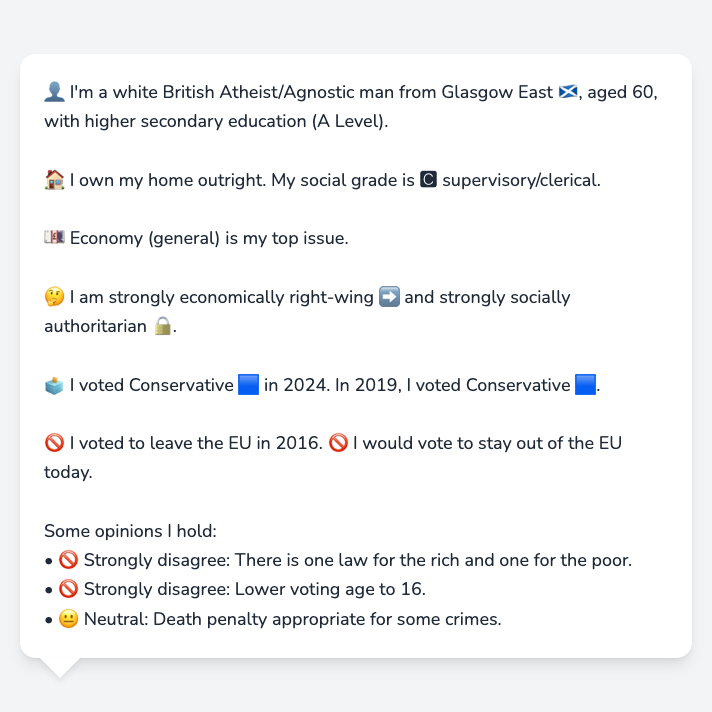 👤 I'm a white British Atheist/Agnostic man from Glasgow East 🏴󠁧󠁢󠁳󠁣󠁴󠁿, aged 60,
with higher secondary education (A Level).
🏠 I own my home outright. My social grade is 🅲 supervisory/clerical.
💷 Economy (general) is my top issue.
🤔 I am strongly economically right-wing ➡️ and strongly socially
authoritarian 🔒.
🗳️ I voted Conservative 🟦 in 2024. In 2019, I voted Conservative 🟦.
🚫 I voted to leave the EU in 2016. 🚫 I would vote to stay out of the EU
today.
Some opinions I hold:
• 🚫 Strongly disagree: There is one law for the rich and one for the poor.
• 🚫 Strongly disagree: Lower voting age to 16.
• 😐 Neutral: Death penalty appropriate for some crimes.